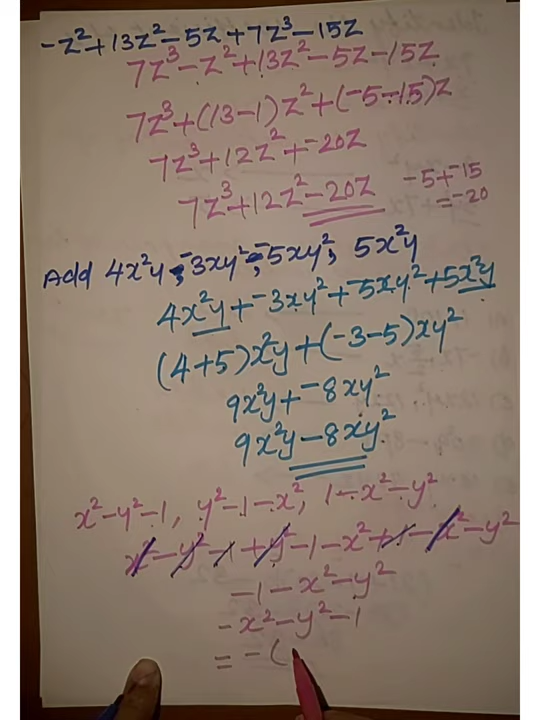 -z²+13z²-5z+7z³-15z
7z³-z²+13z²-5z-15z
7z³+(13-1)z²+(-5-15)z
7z³+12z²+-20z
7z³+12z²-20z
-5+-15
=-20
Add 4x²y, -3xy², -5xy², 5x²y
4x²y+-3xy²+-5xy²+5x²y
(4+5)x²y+(-3-5)xy²
9x²y+-8xy²
9x²y-8xy²
x²-y²-1, y²-1-x², 1-x²-y²
x²-y²-1+y²-1-x²+1-x²-y²
-1-x²-y²
-x²-y²-1
=-(